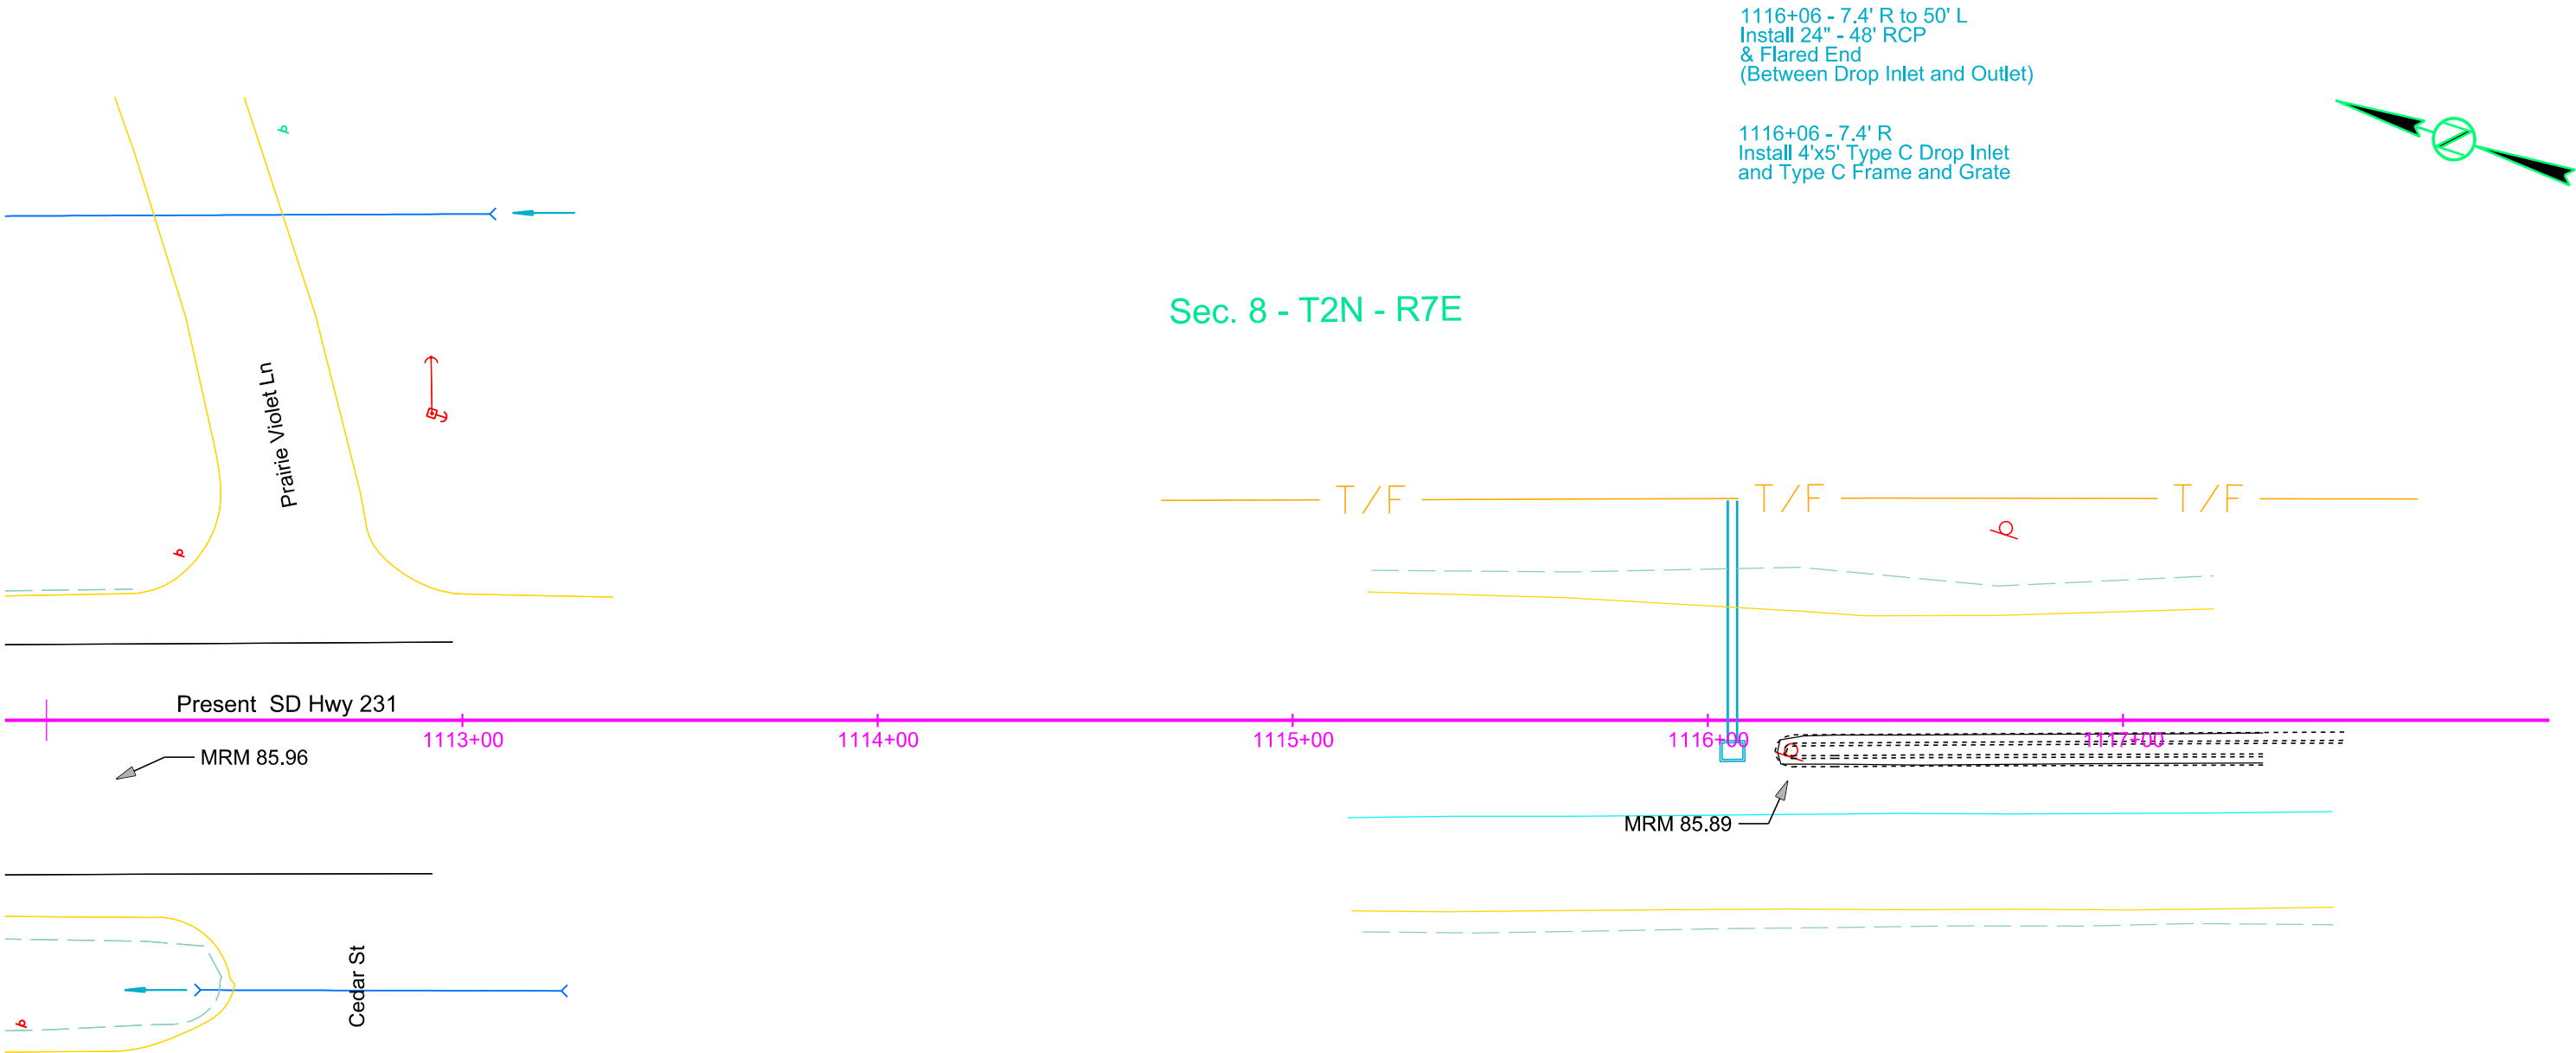 1116+06 - 7.4' R to 50' L
Install 24" - 48' RCP
& Flared End
(Between Drop Inlet and Outlet)
1116+06 - 7.4' R
Install 4'x5' Type C Drop Inlet
and Type C Frame and Grate
Sec. 8 - T2N - R7E
Prairie Violet Ln
T/F
T/F
T/F
Present SD Hwy 231
1113+00
1114+00
1115+00
1116+00
1117+00
MRM 85.96
MRM 85.89
Cedar St